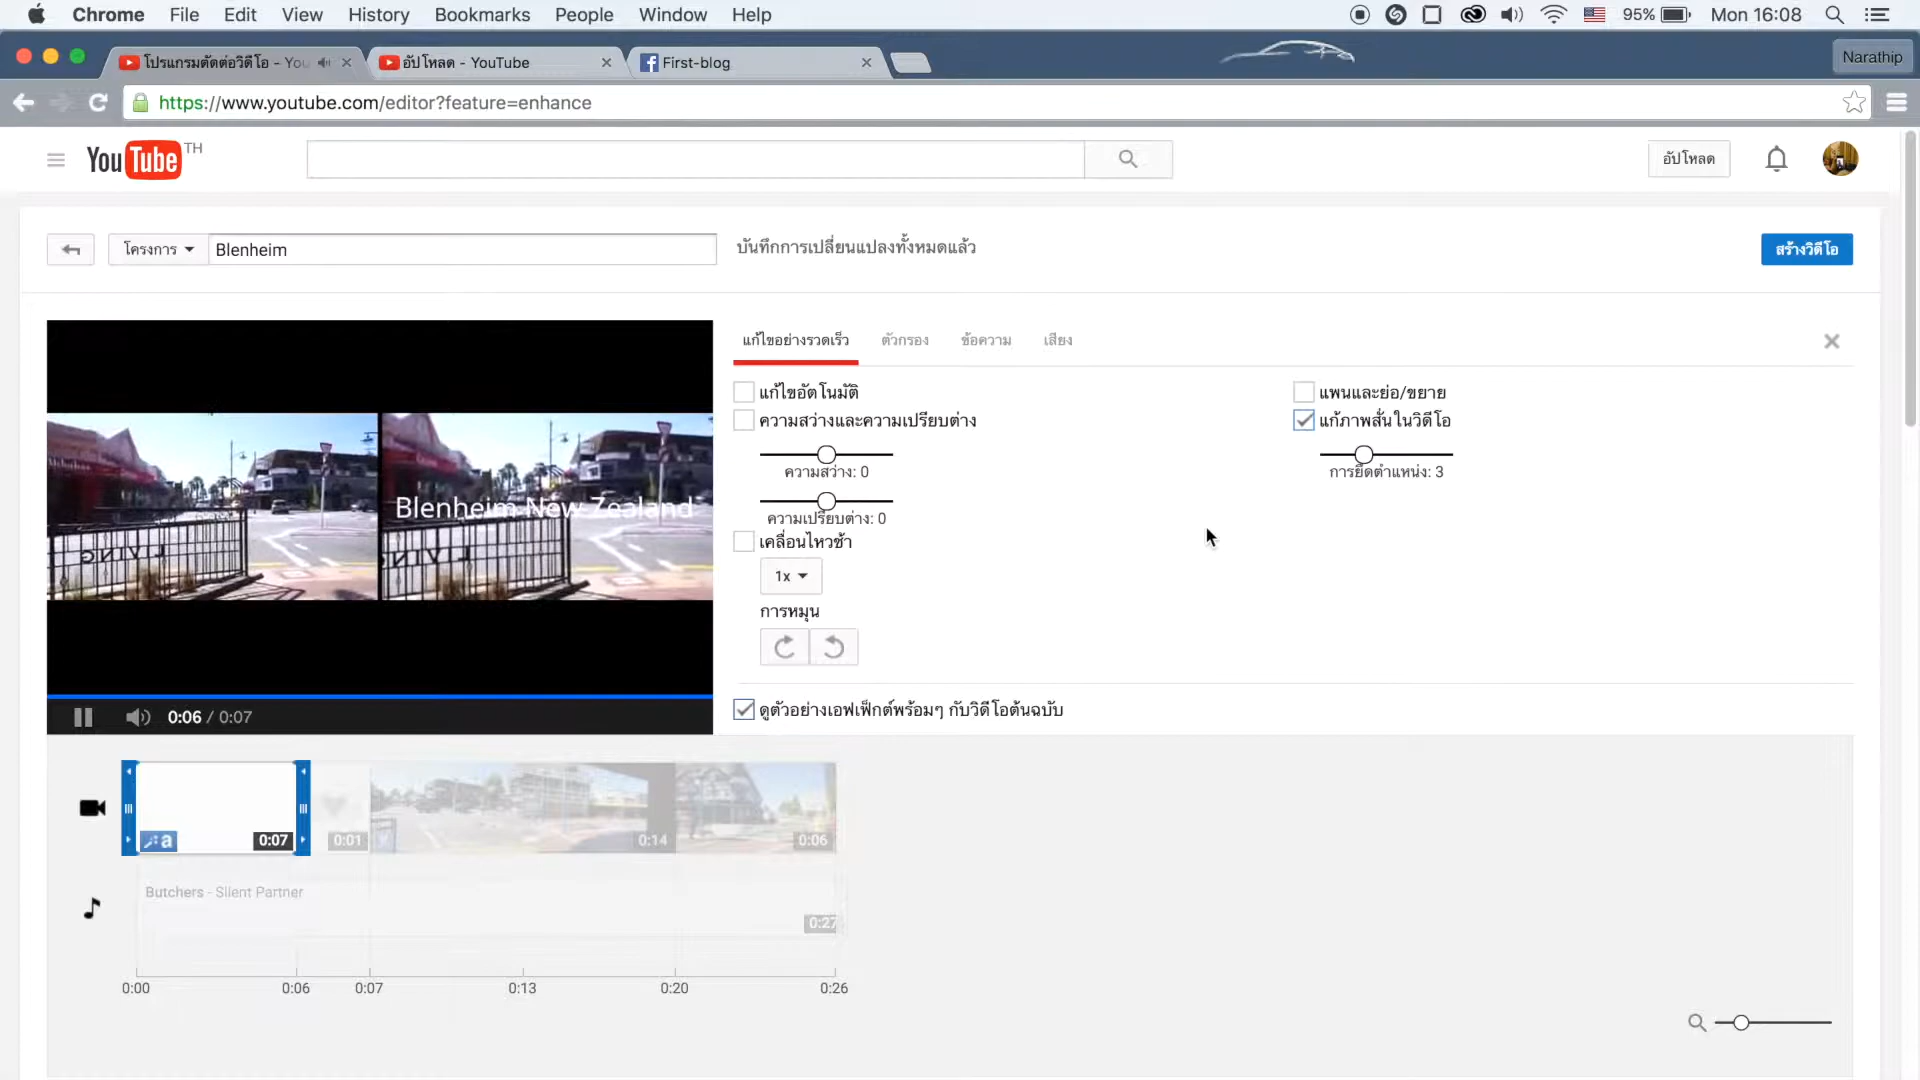 Chrome File Edit View History Bookmarks People Window Help 95% Mon 16:08
โปรแกรมตัดต่อวิดีโอ - You อัปโหลด - YouTube First-blog Narathip
https://www.youtube.com/editor?feature=enhance
YouTube TH อัปโหลด
โครงการ Blenheim บันทึกการเปลี่ยนแปลงทั้งหมดแล้ว สร้างวิดีโอ
แก้ไขอย่างรวดเร็ว ตัวกรอง ข้อความ เสียง
แก้ไขอัตโนมัติ แพนและย่อ/ขยาย
ความสว่างและความเปรียบต่าง แก้ภาพสั่นในวิดีโอ
ความสว่าง: 0 การยึดตำแหน่ง: 3
Blenheim New Zealand
ความเปรียบต่าง: 0
เคลื่อนไหวช้า
1x
การหมุน
ดูตัวอย่างเอฟเฟ็กต์พร้อมๆ กับวิดีโอต้นฉบับ
0:06 / 0:07
a 0:07 0:01 0:14 0:06
Butchers - Silent Partner
0:27
0:00 0:06 0:07 0:13 0:20 0:26